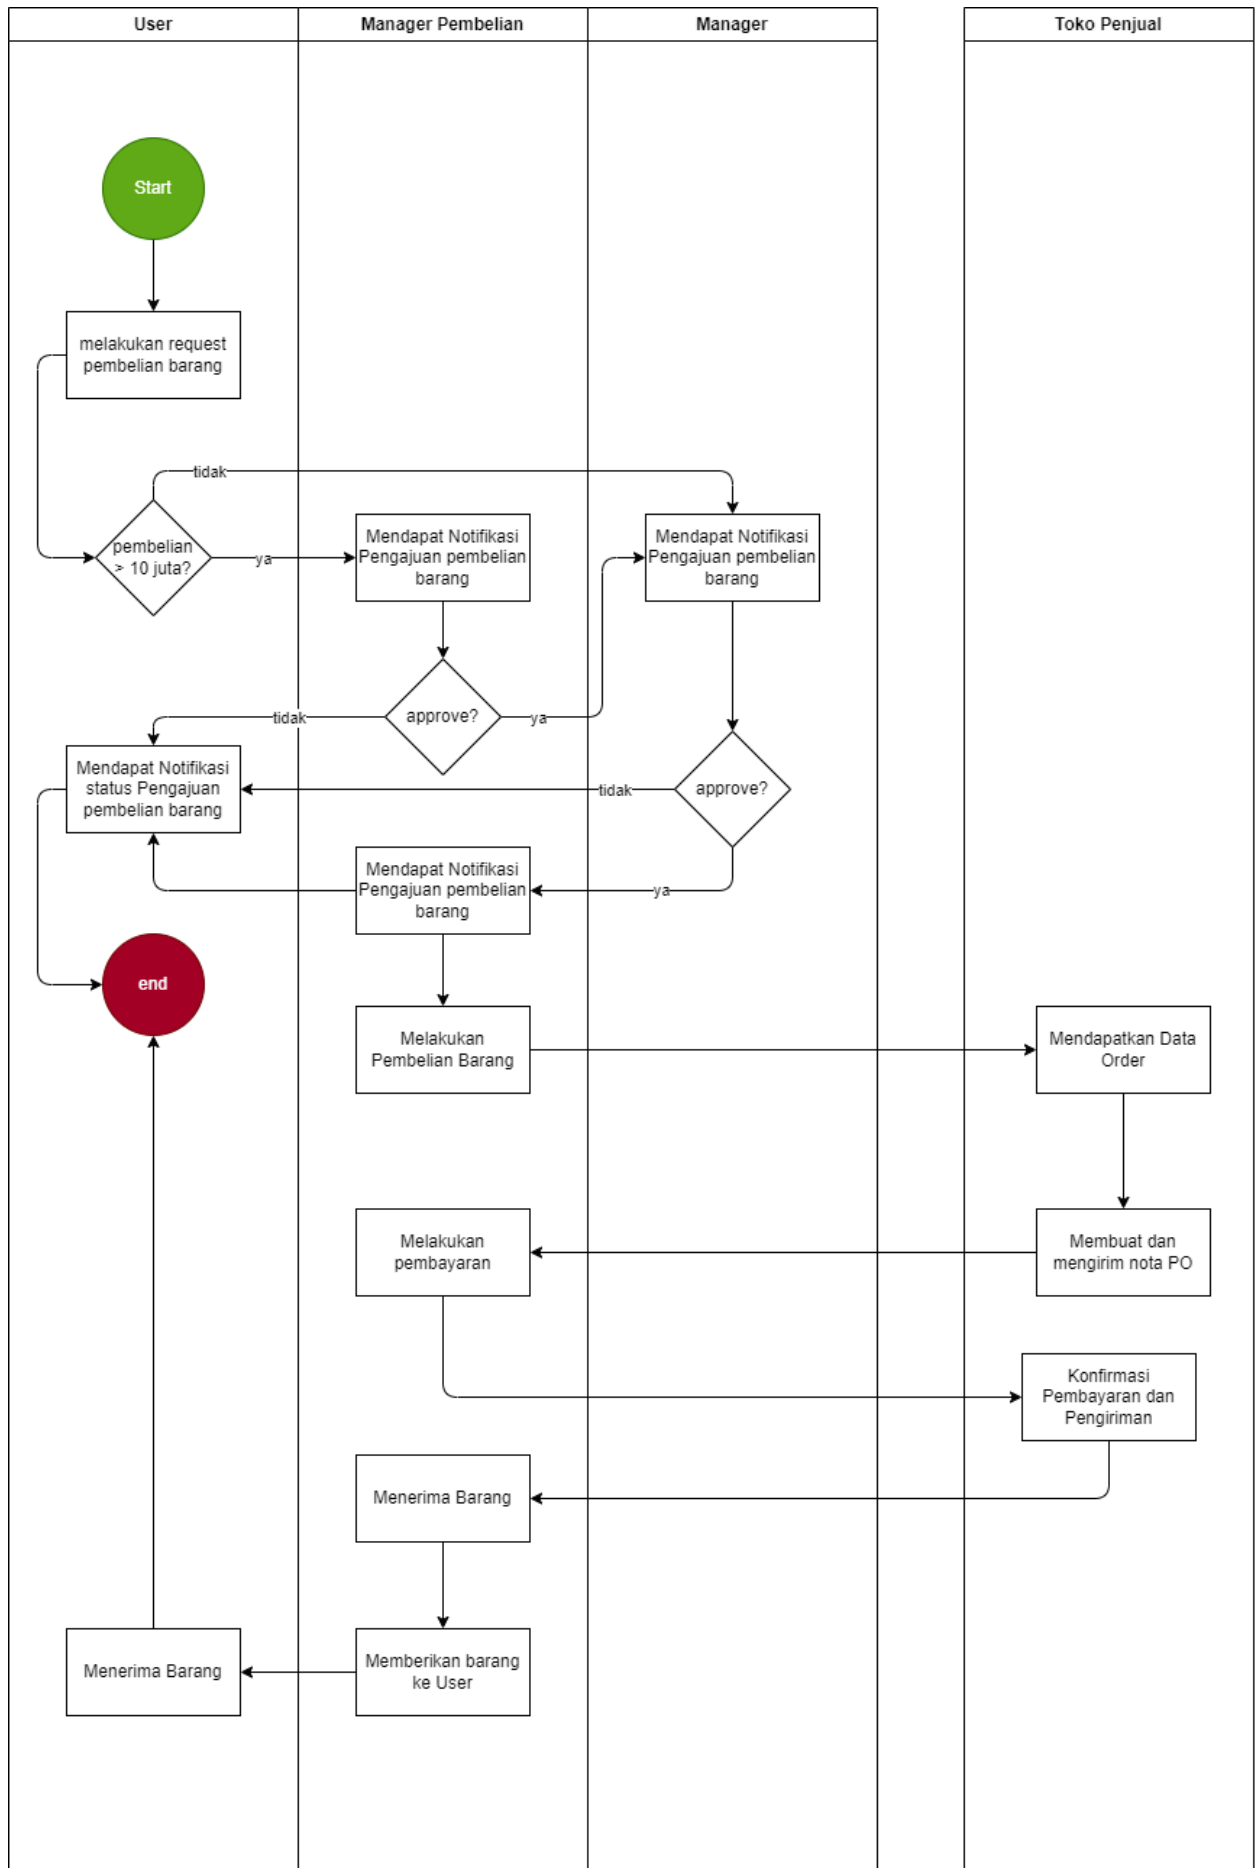 User
Manager Pembelian
Manager
Toko Penjual
Start
melakukan request
pembelian barang
tidak
pembelian
> 10 juta?
ya
Mendapat Notifikasi
Pengajuan pembelian
barang
Mendapat Notifikasi
Pengajuan pembelian
barang
tidak
approve?
ya
Mendapat Notifikasi
status Pengajuan
pembelian barang
tidak
approve?
Mendapat Notifikasi
Pengajuan pembelian
barang
ya
end
Melakukan
Pembelian Barang
Mendapatkan Data
Order
Melakukan
pembayaran
Membuat dan
mengirim nota PO
Konfirmasi
Pembayaran dan
Pengiriman
Menerima Barang
Menerima Barang
Memberikan barang
ke User